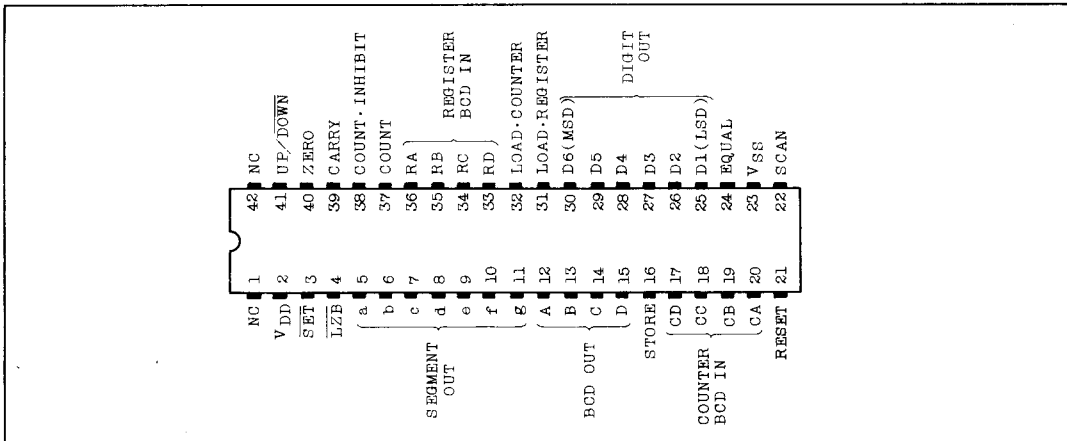 42 NC
41 UP/DOWN
40 ZERO
39 CARRY
38 COUNT·INHIBIT
37 COUNT
36 RA
35 RB
34 RC
33 RD
REGISTER
BCD IN
32 LOAD·COUNTER
31 LOAD·REGISTER
30 D6(MSD)
29 D5
28 D4
27 D3
26 D2
25 D1(LSD)
DIGIT
OUT
24 EQUAL
23 VSS
22 SCAN
NC 1
VDD 2
SET 3
LZB 4
a 5
b 6
c 7
d 8
e 9
f 10
g 11
SEGMENT
OUT
A 12
B 13
C 14
D 15
BCD OUT
STORE 16
CD 17
CC 18
CB 19
CA 20
COUNTER
BCD IN
RESET 21